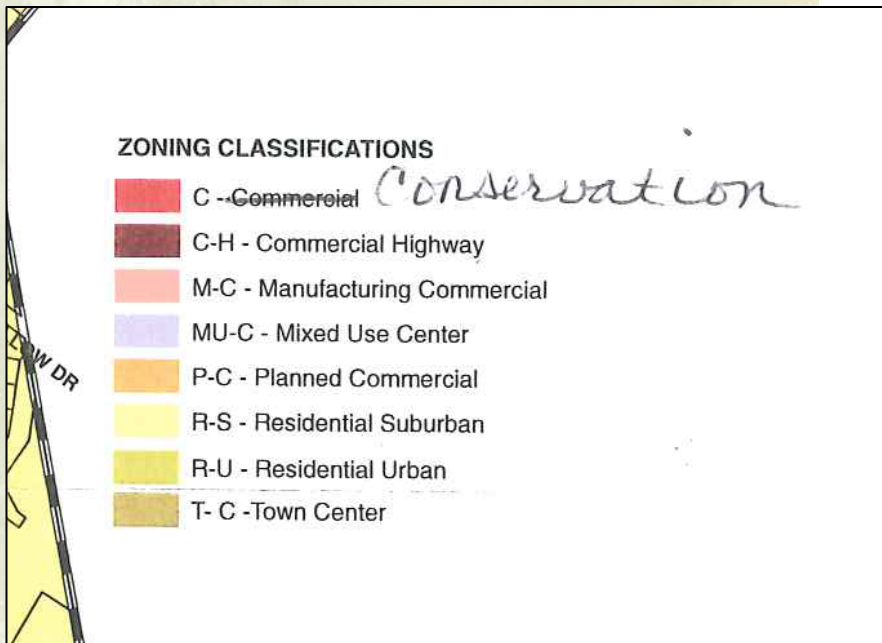 ZONING CLASSIFICATIONS
C - Commercial Conservation
C-H - Commercial Highway
M-C - Manufacturing Commercial
MU-C - Mixed Use Center
P-C - Planned Commercial
R-S - Residential Suburban
R-U - Residential Urban
T- C -Town Center
DR